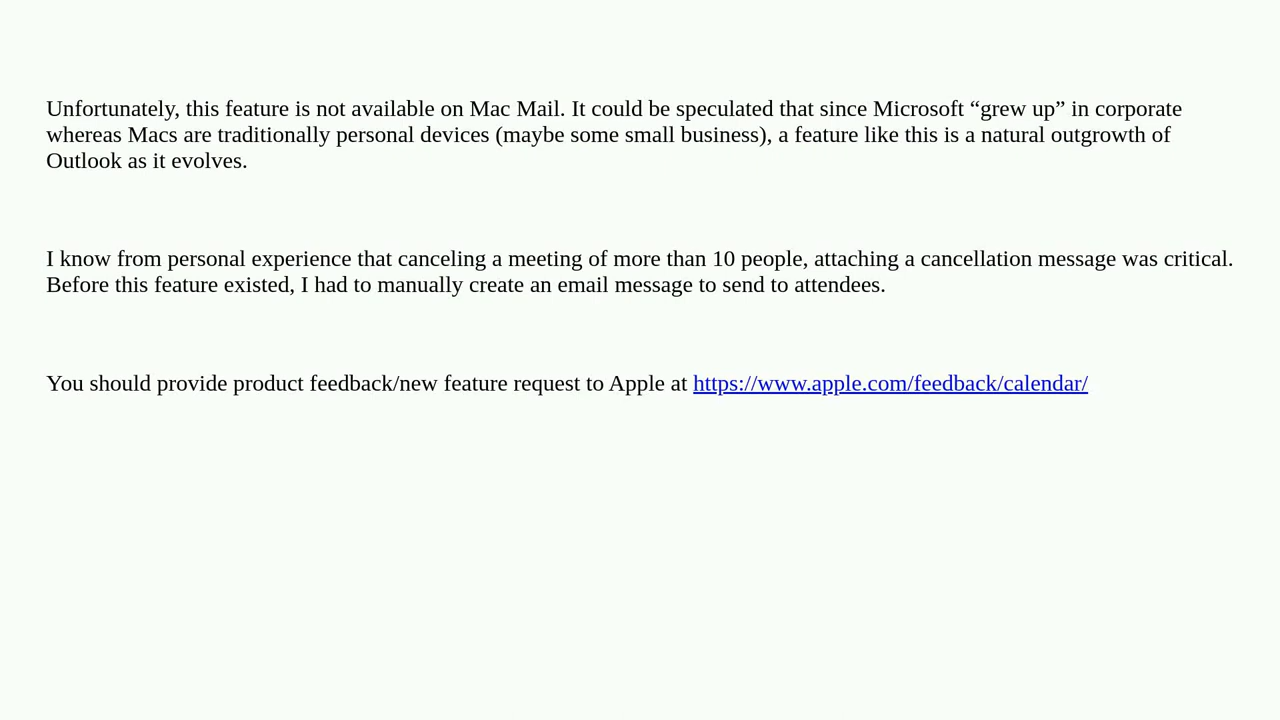 Unfortunately, this feature is not available on Mac Mail. It could be speculated that since Microsoft “grew up” in corporate
whereas Macs are traditionally personal devices (maybe some small business), a feature like this is a natural outgrowth of
Outlook as it evolves.
I know from personal experience that canceling a meeting of more than 10 people, attaching a cancellation message was critical.
Before this feature existed, I had to manually create an email message to send to attendees.
You should provide product feedback/new feature request to Apple at https://www.apple.com/feedback/calendar/